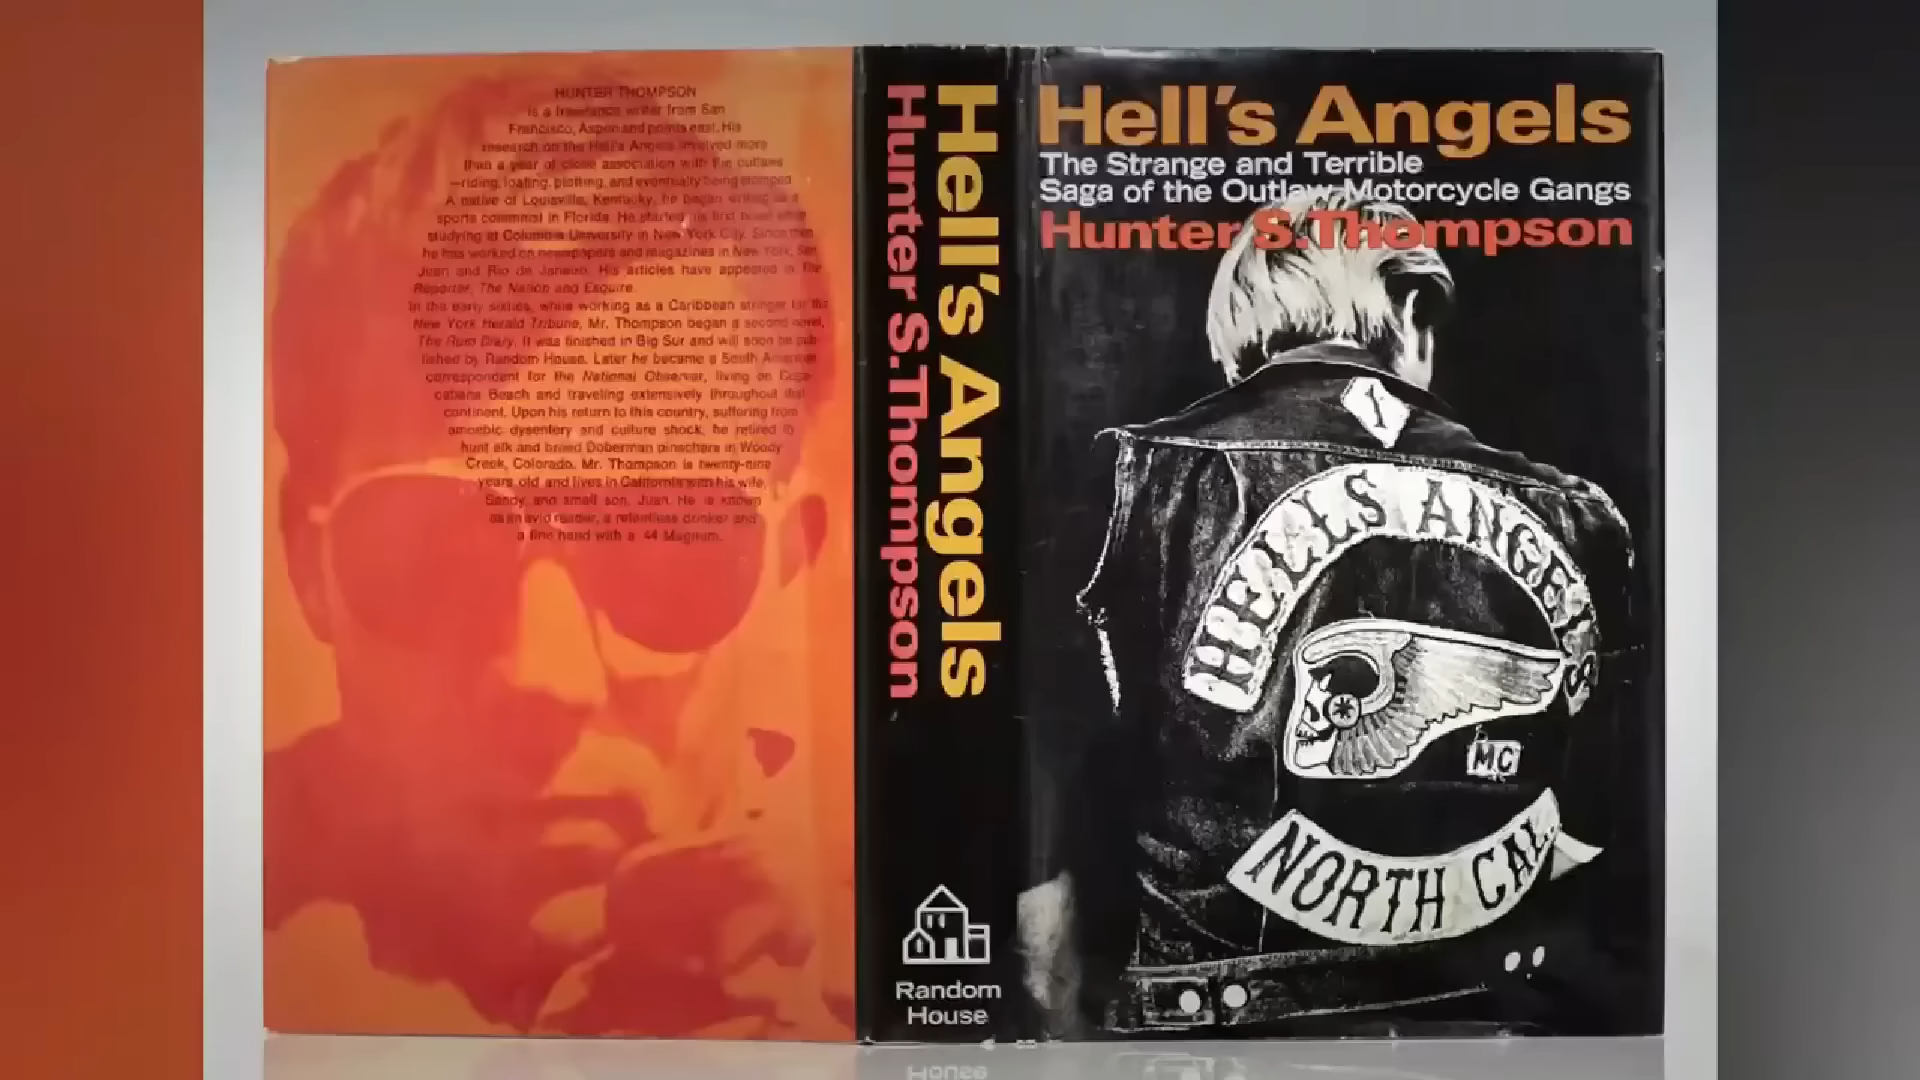 HUNTER THOMPSON
is a freelance writer from San
Francisco, Aspen and points east. His
research on the Hell's Angels involved more
than a year of close association with the outlaws
—riding, loafing, plotting, and eventually being stomped.
A native of Louisville, Kentucky, he began writing as a
sports columnist in Florida. He started his first novel while
studying at Columbia University in New York City. Since then
he has worked on newspapers and magazines in New York, San
Juan and Rio de Janeiro. His articles have appeared in The
Reporter, The Nation and Esquire.
In the early sixties, while working as a Caribbean stringer for the
New York Herald Tribune, Mr. Thompson began a second novel,
The Rum Diary. It was finished in Big Sur and will soon be pub-
lished by Random House. Later he became a South American
correspondent for the National Observer, living on Copa-
cabana Beach and traveling extensively throughout that
continent. Upon his return to this country, suffering from
amoebic dysentery and culture shock, he retired to
hunt elk and breed Doberman pinschers in Woody
Creek, Colorado. Mr. Thompson is twenty-nine
years old and lives in California with his wife,
Sandy, and small son, Juan. He is known
as an avid reader, a relentless drinker and
a fine hand with a .44 Magnum.
Hell's Angels
Hunter S. Thompson
Random
House
Hell's Angels
The Strange and Terrible
Saga of the Outlaw Motorcycle Gangs
Hunter S. Thompson
1
HELLS ANGELS
MC
NORTH CAL.